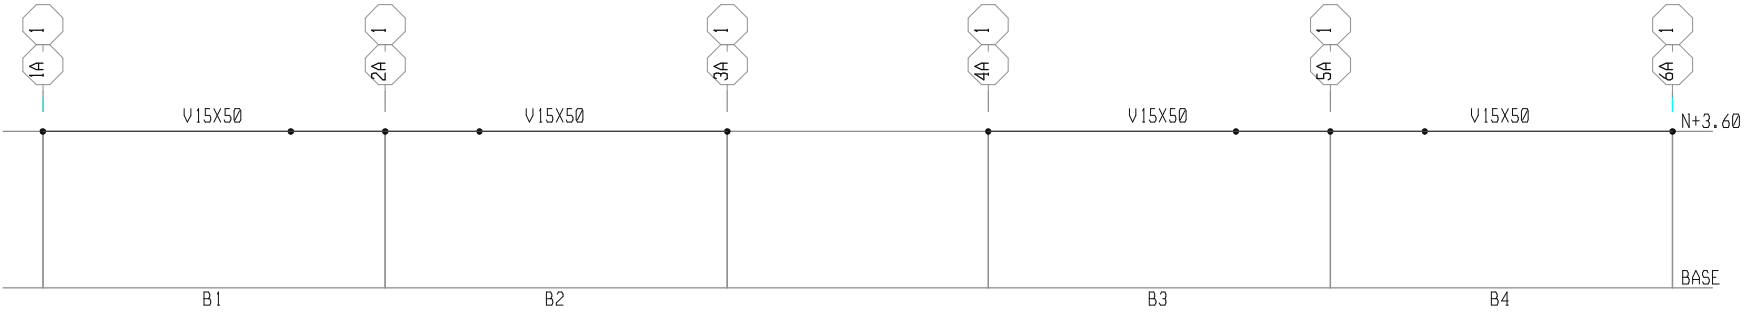 1 1 1 1 1 1
1A 2A 3A 4A 5A 6A
V15X50 V15X50 V15X50 V15X50
N+3.60
BASE
B1 B2 B3 B4